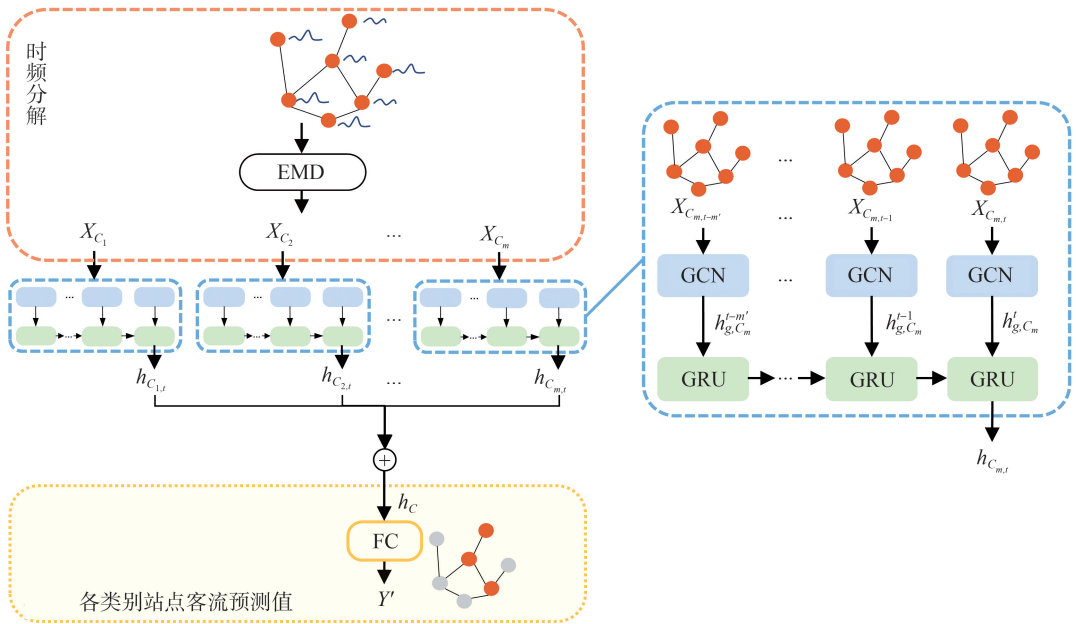 时频分解
EMD
X_{C_1} X_{C_2} ... X_{C_m}
... ... ...
...
h_{C_{1,t}} h_{C_{2,t}} ... h_{C_{m,t}}
+
h_C
FC
Y'
各类别站点客流预测值
...
X_{C_{m,t-m'}} ... X_{C_{m,t-1}} X_{C_{m,t}}
GCN ... GCN GCN
h_{g,C_m}^{t-m'} h_{g,C_m}^{t-1} h_{g,C_m}^{t}
GRU ... GRU GRU
h_{C_{m,t}}